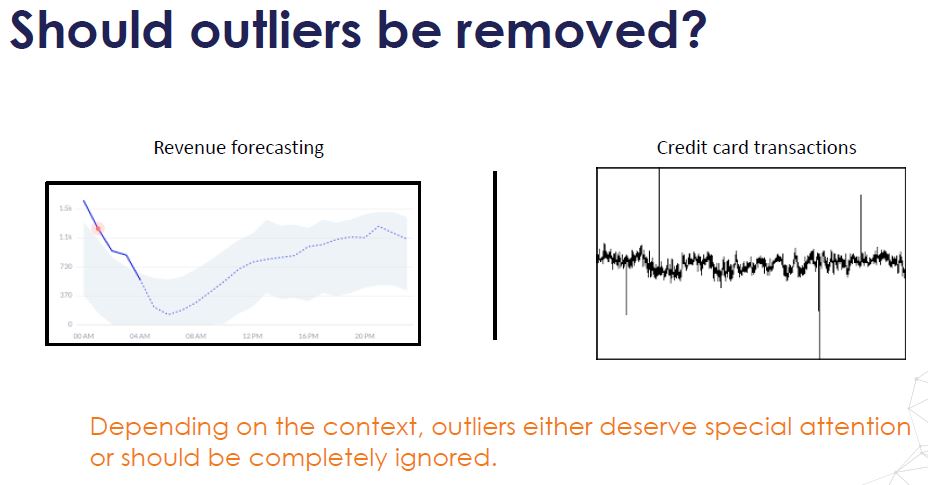 Should outliers be removed?
Revenue forecasting
Credit card transactions
1.5k
1.1k
730
370
0
00 AM 04 AM 08 AM 12 PM 16 PM 20 PM
Depending on the context, outliers either deserve special attention
or should be completely ignored.